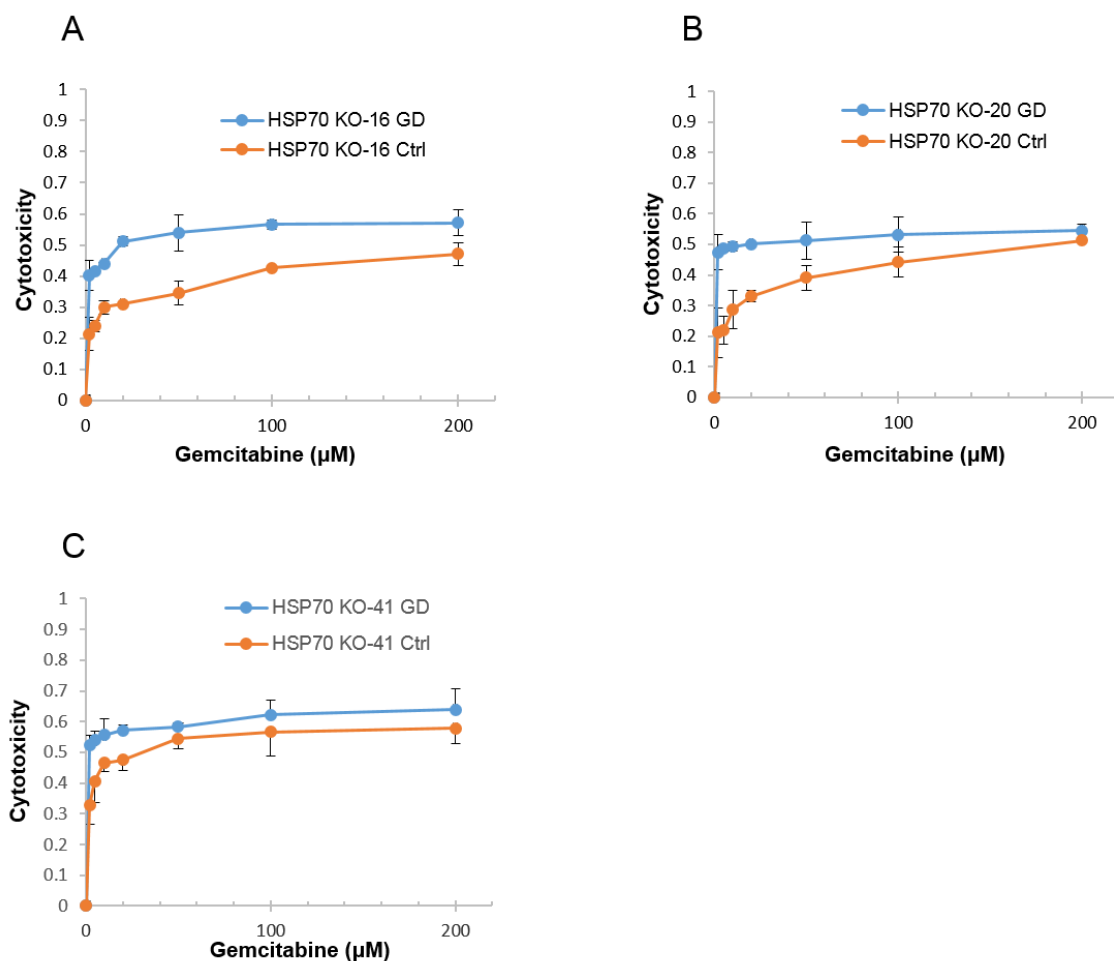 A
1
0.9
0.8
0.7
0.6
0.5
0.4
0.3
0.2
0.1
0
HSP70 KO-16 GD
HSP70 KO-16 Ctrl
Cytotoxicity
0 100 200
Gemcitabine (µM)
B
1
0.9
0.8
0.7
0.6
0.5
0.4
0.3
0.2
0.1
0
HSP70 KO-20 GD
HSP70 KO-20 Ctrl
Cytotoxicity
0 100 200
Gemcitabine (µM)
C
1
0.9
0.8
0.7
0.6
0.5
0.4
0.3
0.2
0.1
0
HSP70 KO-41 GD
HSP70 KO-41 Ctrl
Cytotoxicity
0 100 200
Gemcitabine (µM)